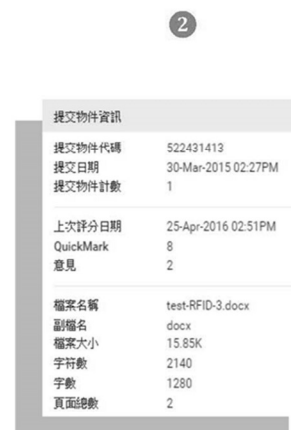 2
提交物件資訊
提交物件代碼 522431413
提交日期 30-Mar-2015 02:27PM
提交物件計數 1
上次評分日期 25-Apr-2016 02:51PM
QuickMark 8
意見 2
檔案名稱 test-RFID-3.docx
副檔名 docx
檔案大小 15.85K
字符數 2140
字數 1280
頁面總數 2